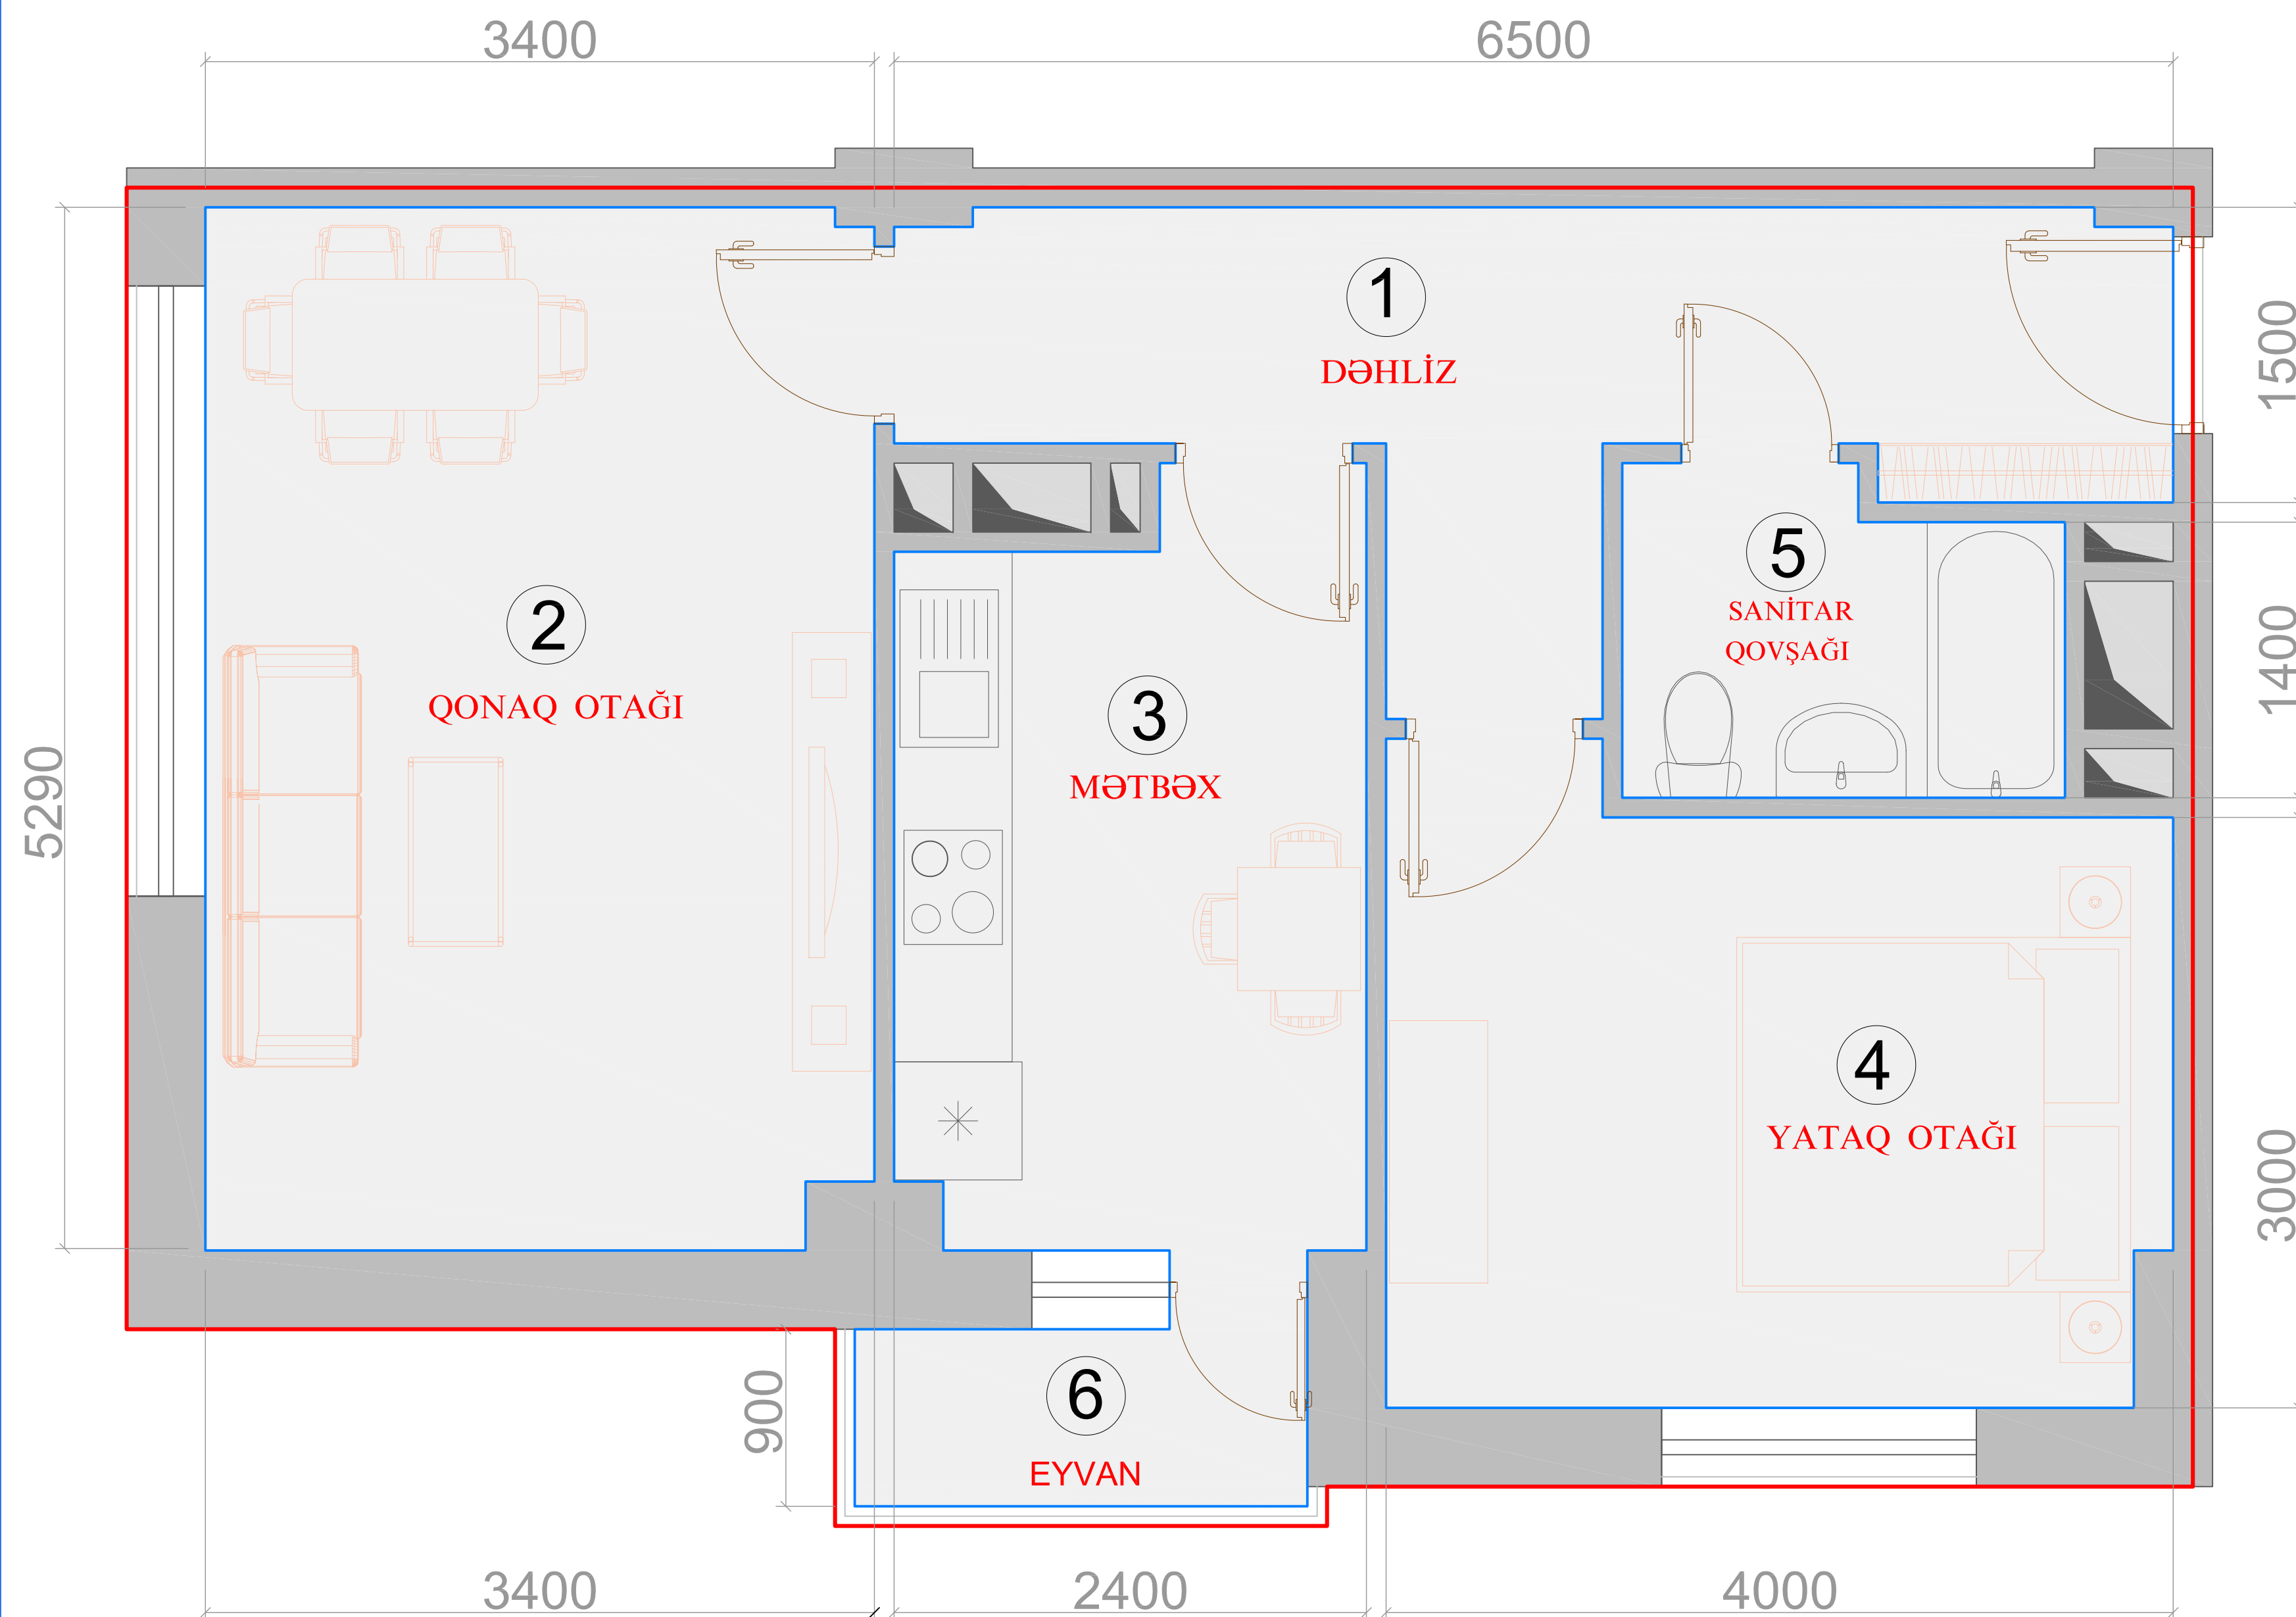 3400
6500
1
DƏHLİZ
1500
2
QONAQ OTAĞI
3
MƏTBƏX
5
SANİTAR
QOVŞAĞI
1400
5290
4
YATAQ OTAĞI
3000
900
6
EYVAN
3400
2400
4000